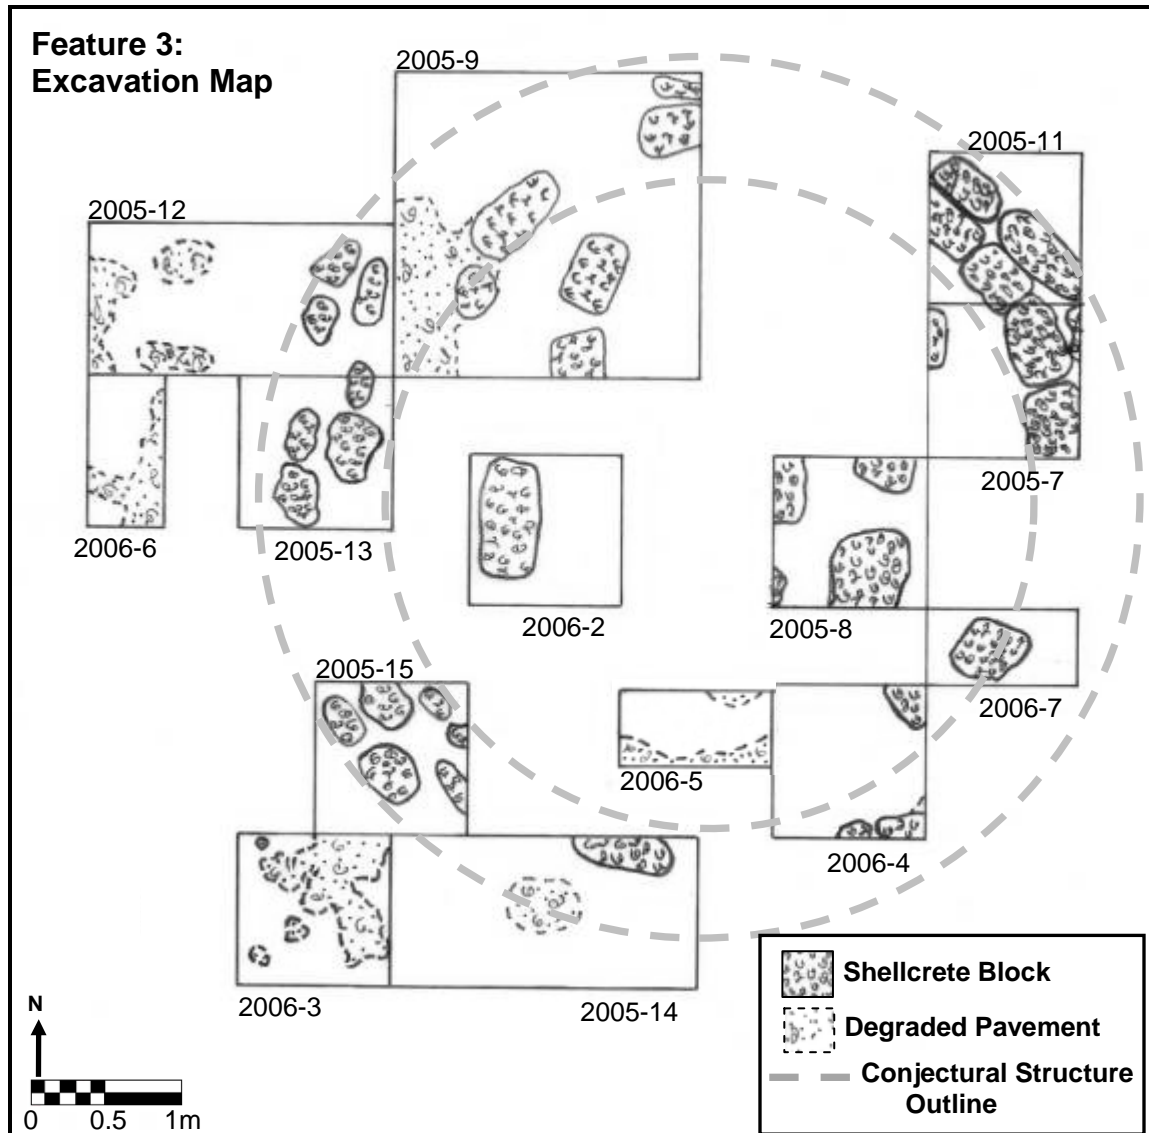 Feature 3:
Excavation Map
2005-9
2005-11
2005-12
2005-7
2006-6
2005-13
2006-2
2005-8
2005-15
2006-7
2006-5
2006-4
2006-3
2005-14
N
0 0.5 1m
Shellcrete Block
Degraded Pavement
Conjectural Structure
Outline